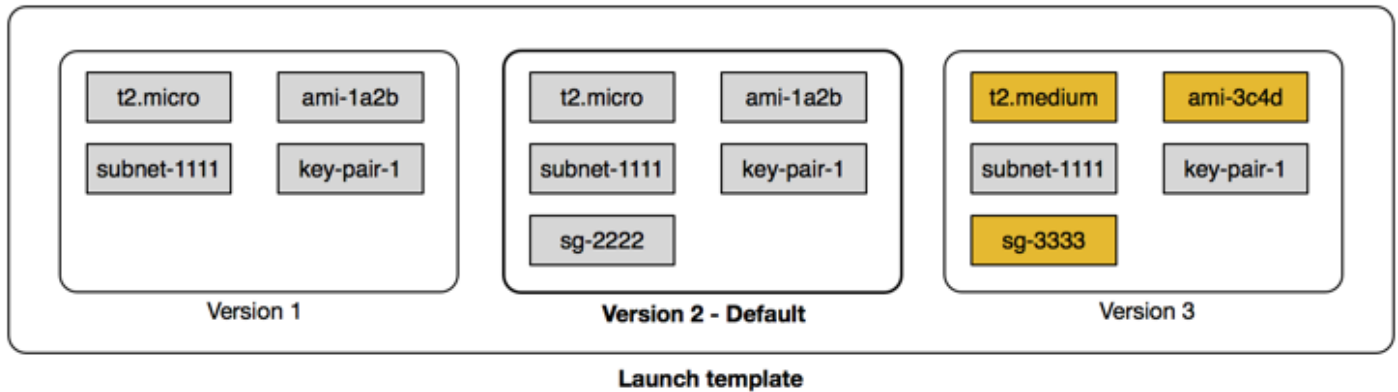 t2.micro
ami-1a2b
subnet-1111
key-pair-1
Version 1
t2.micro
ami-1a2b
subnet-1111
key-pair-1
sg-2222
Version 2 - Default
t2.medium
ami-3c4d
subnet-1111
key-pair-1
sg-3333
Version 3
Launch template